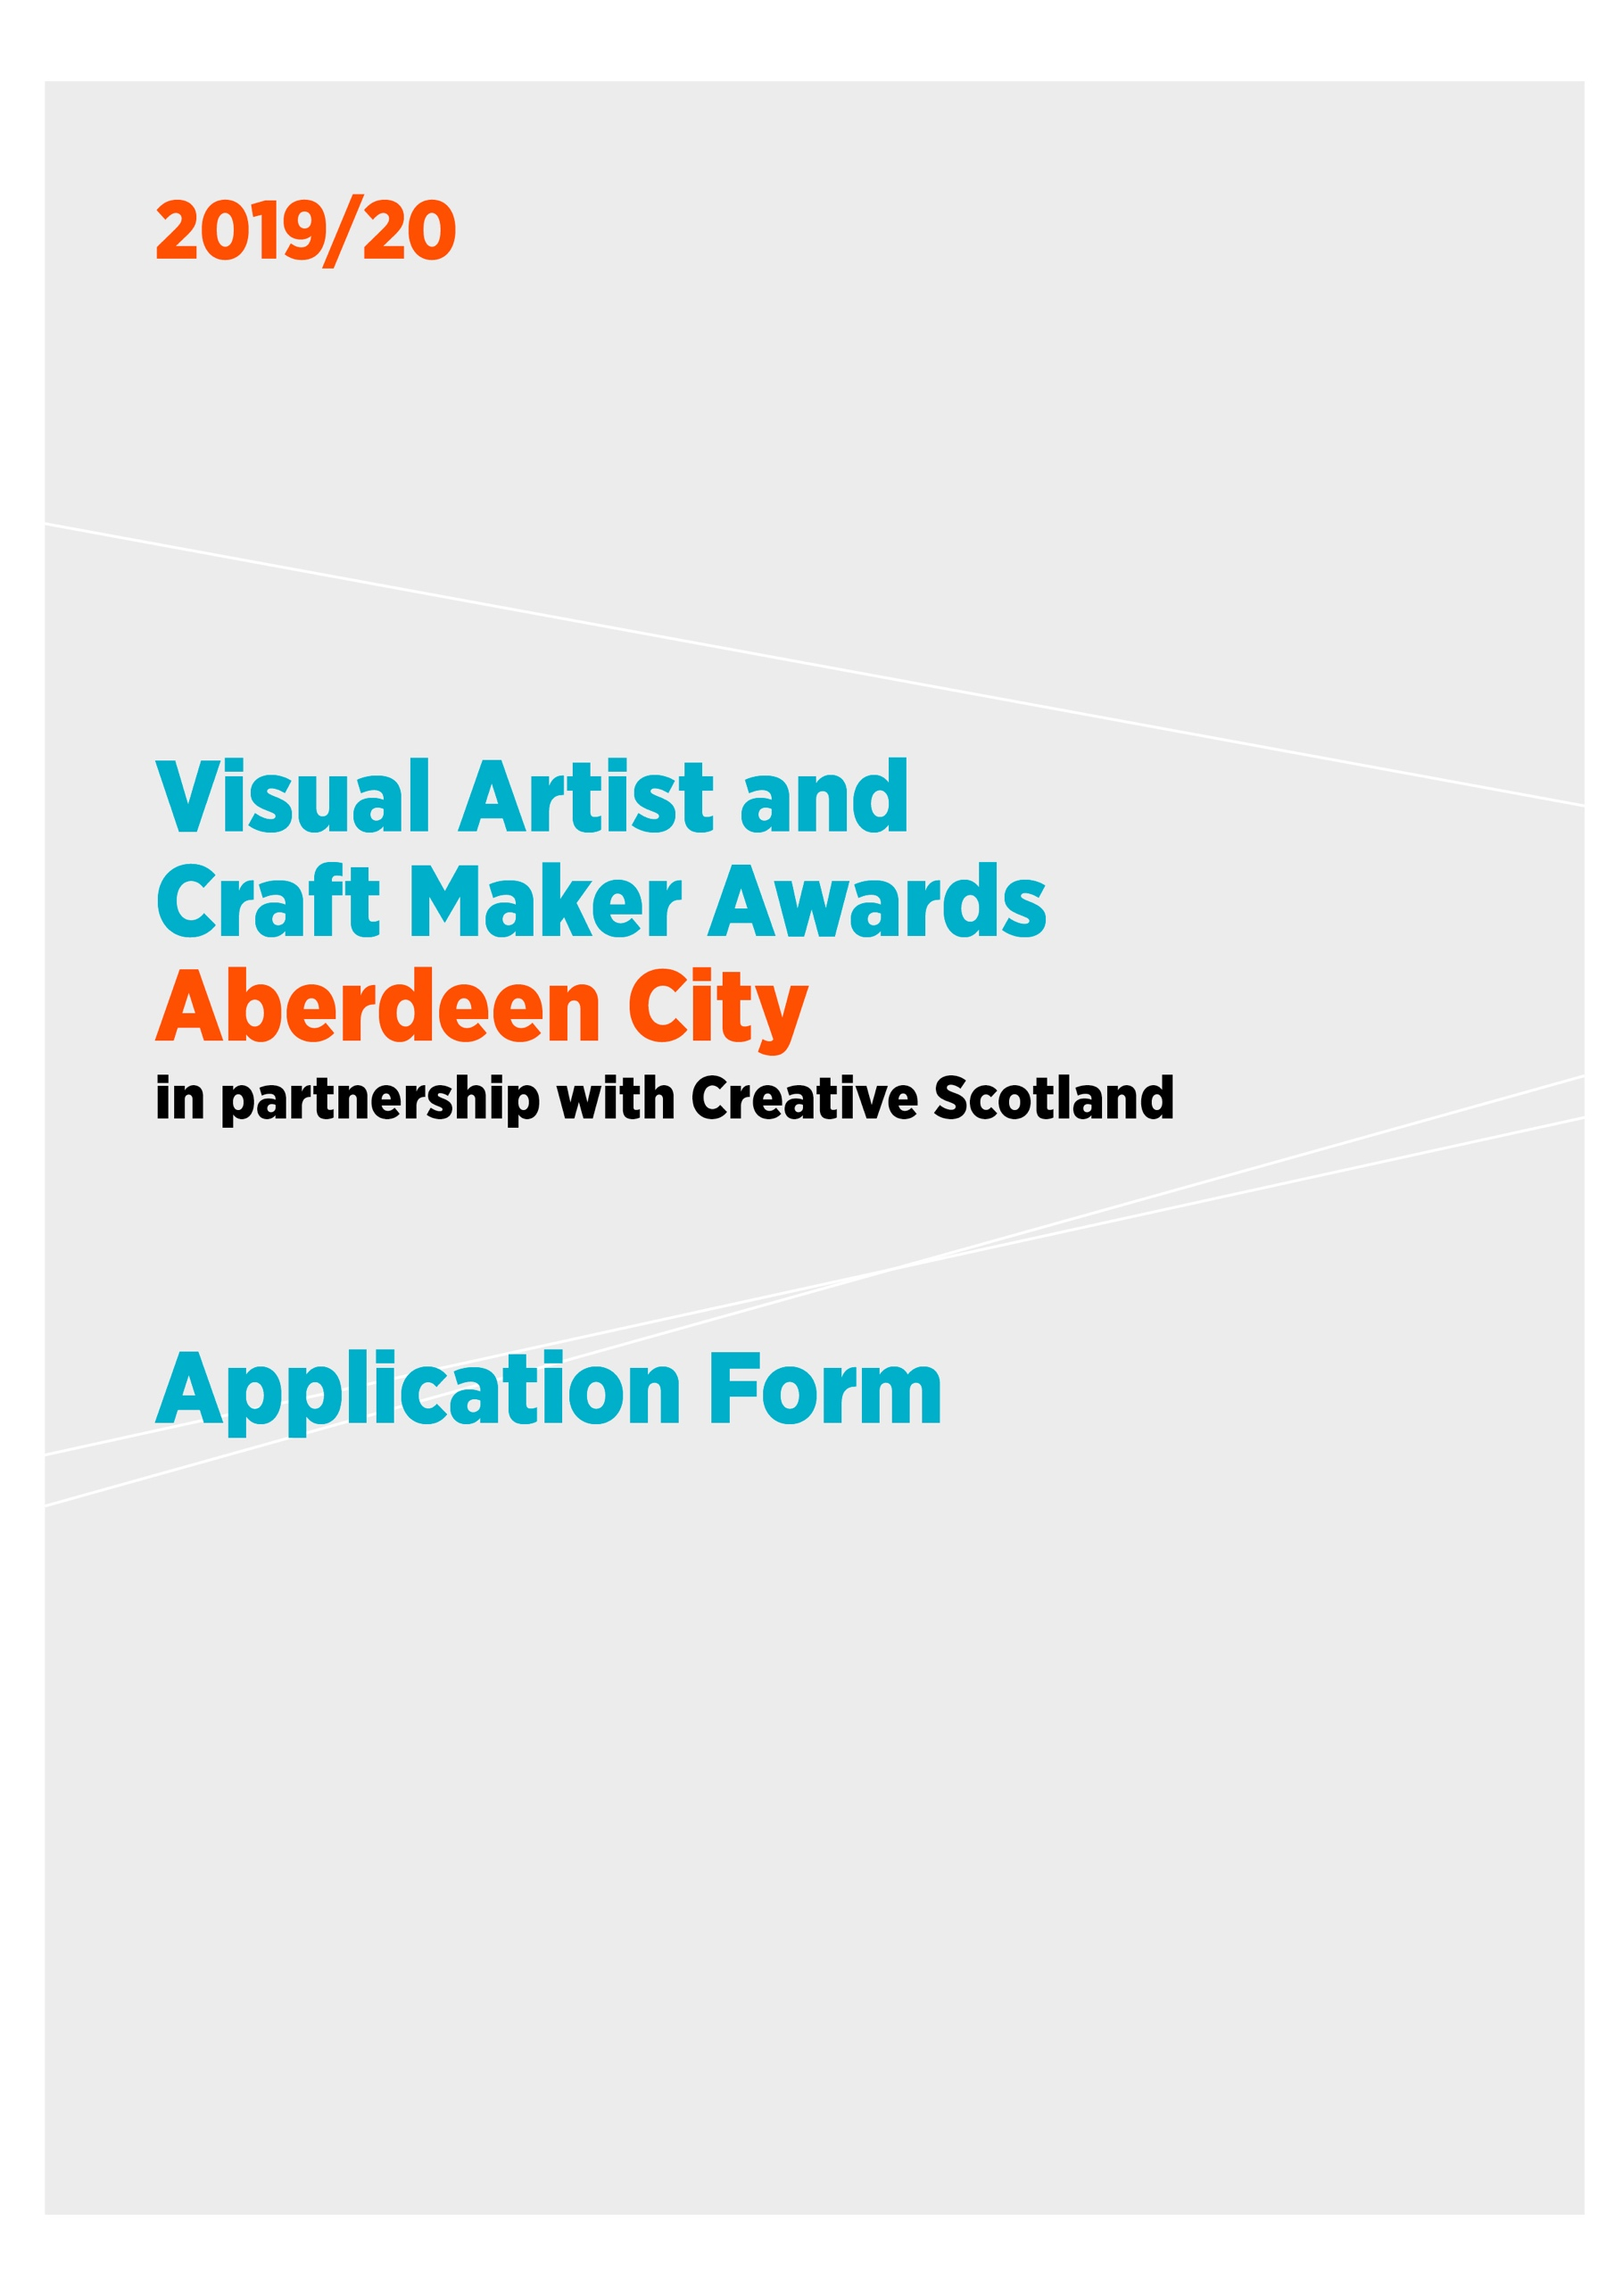 2019/20
Visual Artist and
Craft Maker Awards
Aberdeen City
in partnership with Creative Scotland
Application Form